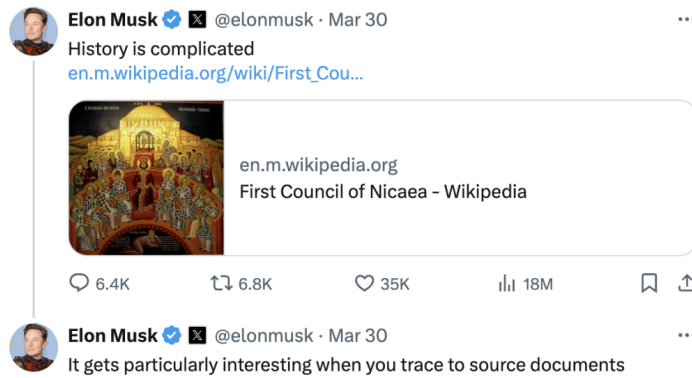 Elon Musk @elonmusk · Mar 30
History is complicated
en.m.wikipedia.org/wiki/First_Cou...
en.m.wikipedia.org
First Council of Nicaea - Wikipedia
6.4K 6.8K 35K 18M
Elon Musk @elonmusk · Mar 30
It gets particularly interesting when you trace to source documents